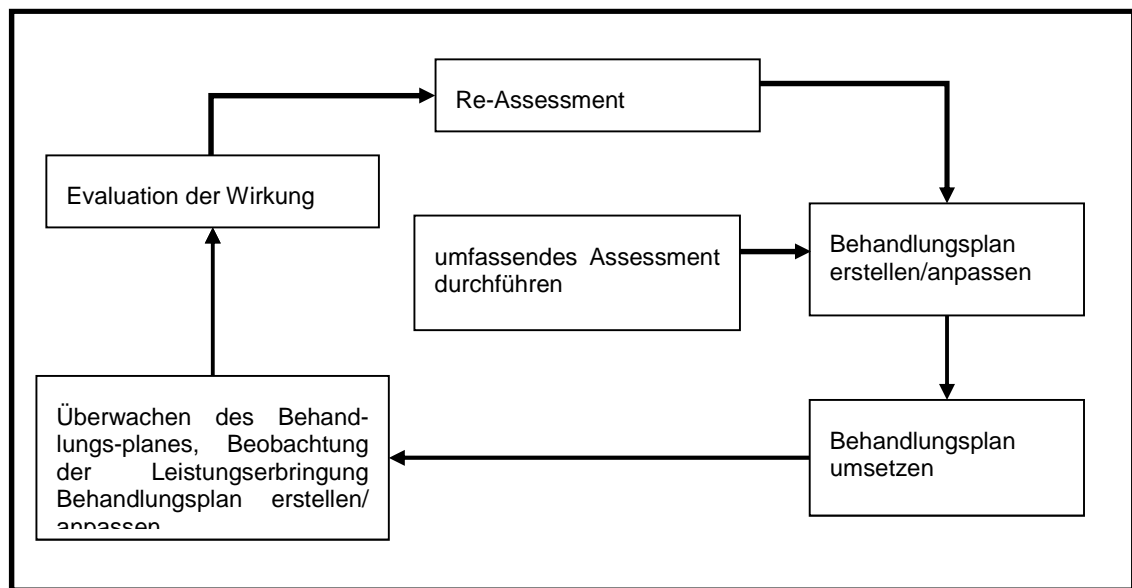 Re-Assessment
Evaluation der Wirkung
umfassendes Assessment
durchführen
Behandlungsplan
erstellen/anpassen
Überwachen des Behand-
lungs-planes, Beobachtung
der Leistungserbringung
Behandlungsplan erstellen/
anpassen
Behandlungsplan
umsetzen